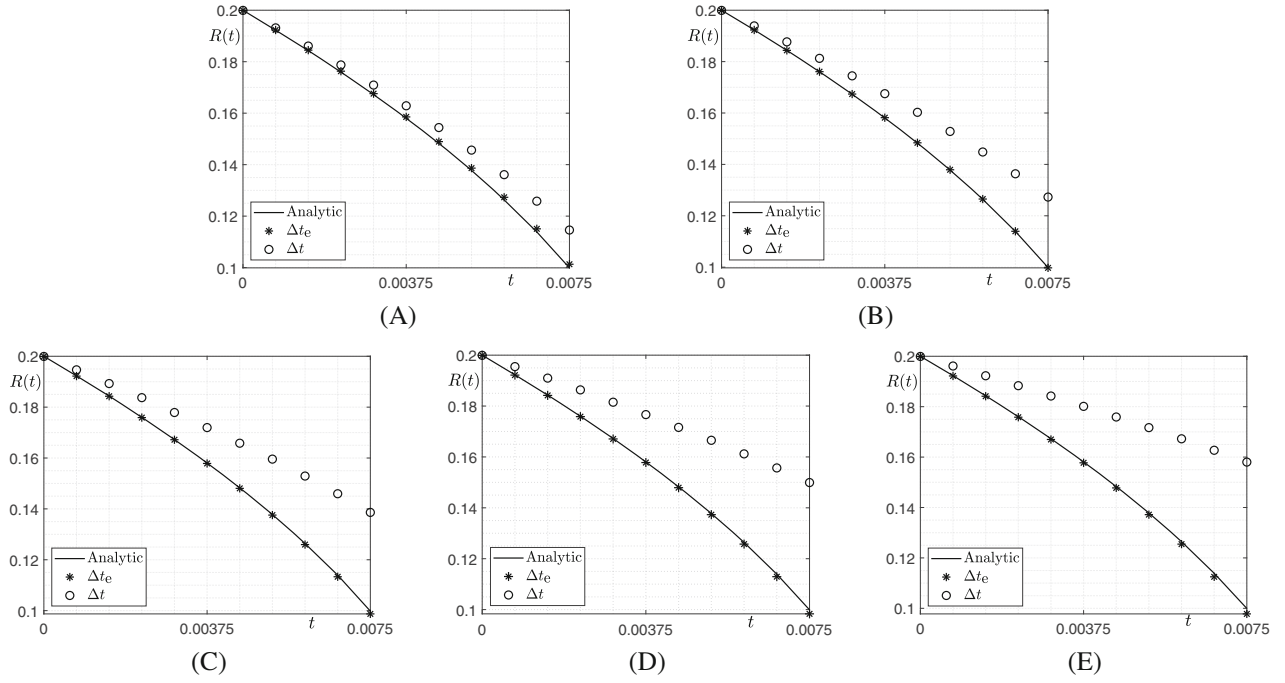 0.2
R(t)
0.18
0.16
0.14
0.12
0.1
Analytic
Δtₑ
Δt
0
0.00375
t
0.0075
(A)
0.2
R(t)
0.18
0.16
0.14
0.12
0.1
Analytic
Δtₑ
Δt
0
0.00375
t
0.0075
(B)
0.2
R(t)
0.18
0.16
0.14
0.12
0.1
Analytic
Δtₑ
Δt
0
0.00375
t
0.0075
(C)
0.2
R(t)
0.18
0.16
0.14
0.12
0.1
Analytic
Δtₑ
Δt
0
0.00375
t
0.0075
(D)
0.2
R(t)
0.18
0.16
0.14
0.12
0.1
Analytic
Δtₑ
Δt
0
0.00375
t
0.0075
(E)